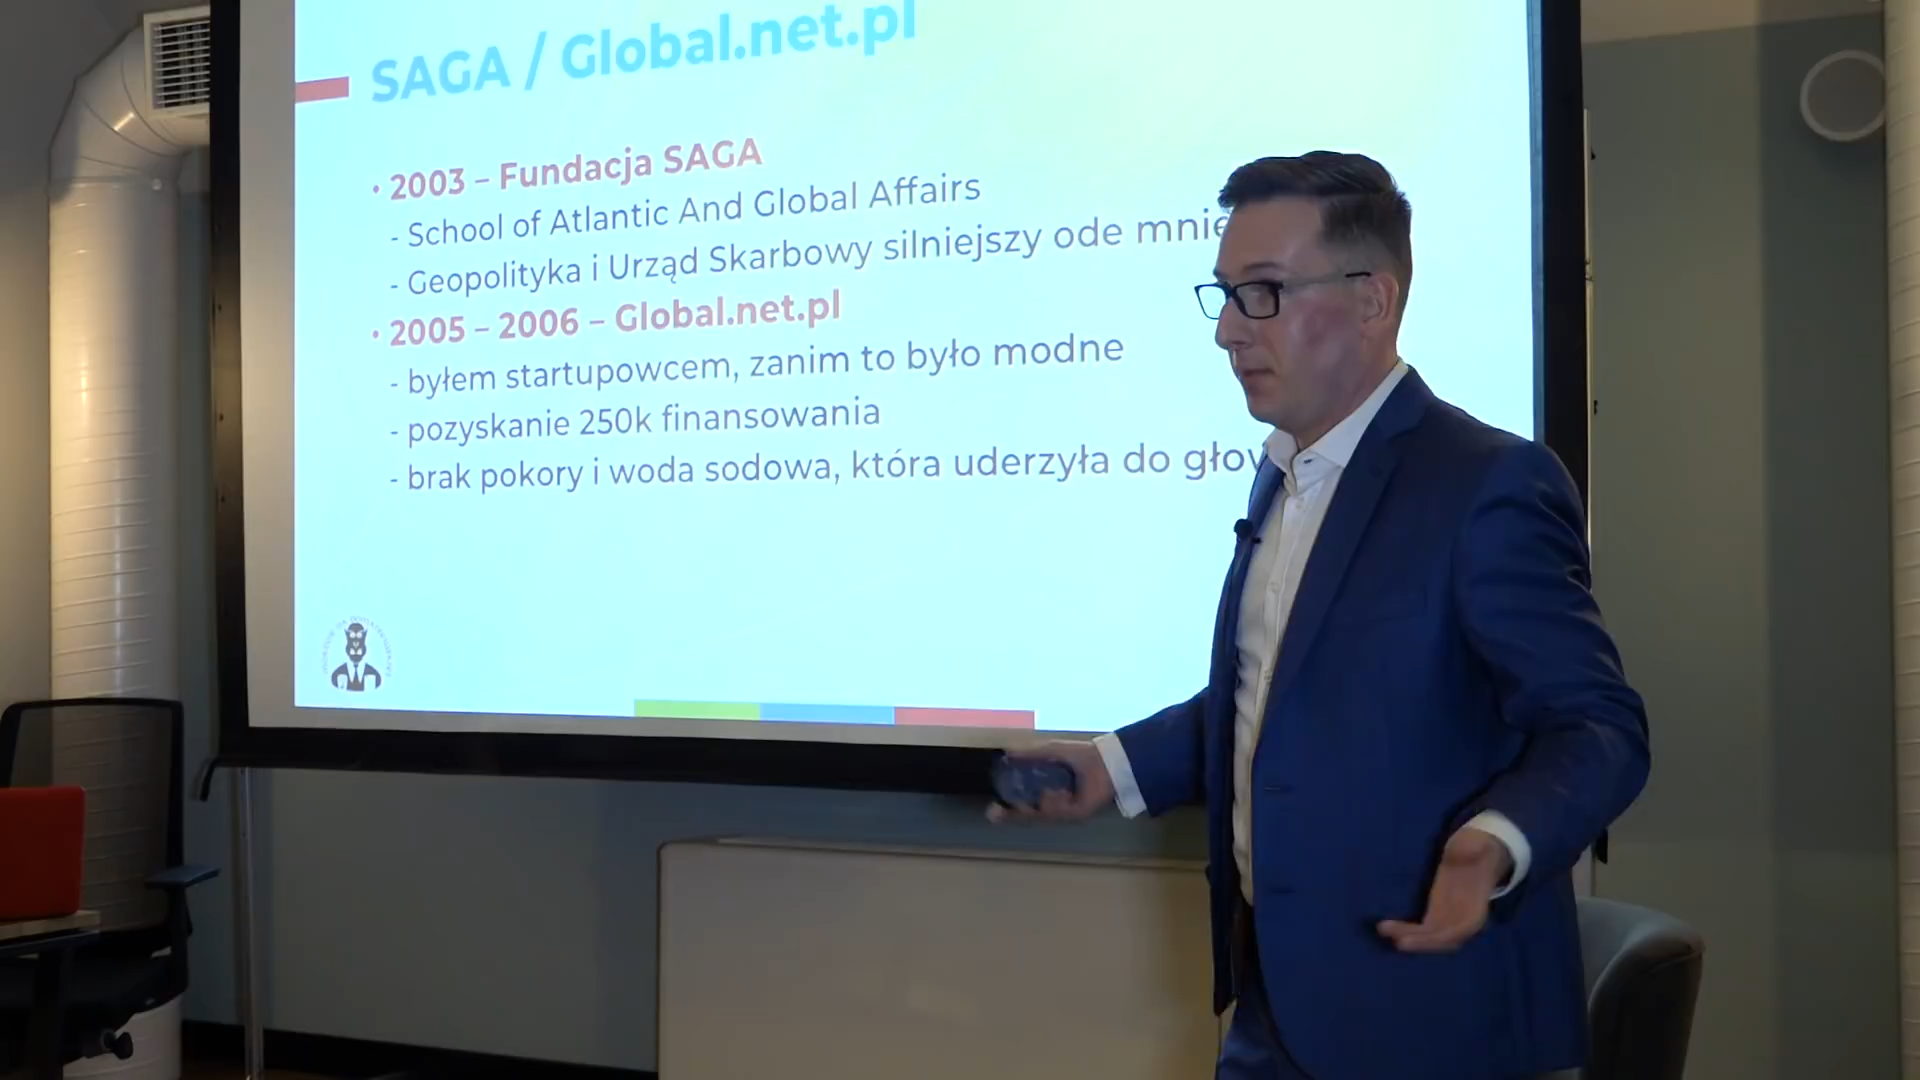 SAGA / Global.net.pl
• 2003 – Fundacja SAGA
- School of Atlantic And Global Affairs
- Geopolityka i Urząd Skarbowy silniejszy ode mnie
• 2005 – 2006 – Global.net.pl
- byłem startupowcem, zanim to było modne
- pozyskanie 250k finansowania
- brak pokory i woda sodowa, która uderzyła do głow